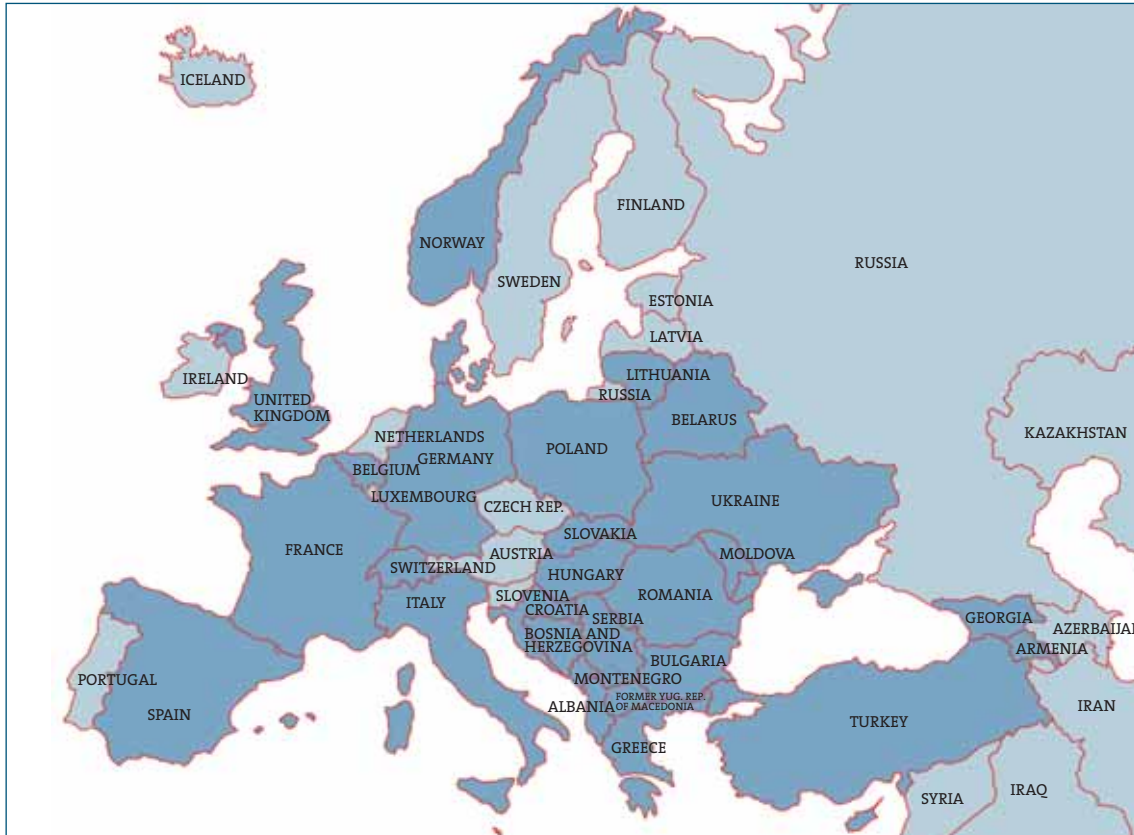 ICELAND
NORWAY
FINLAND
SWEDEN
RUSSIA
ESTONIA
LATVIA
LITHUANIA
RUSSIA
BELARUS
IRELAND
UNITED
KINGDOM
NETHERLANDS
GERMANY
BELGIUM
LUXEMBOURG
POLAND
KAZAKHSTAN
CZECH REP.
UKRAINE
SLOVAKIA
FRANCE
AUSTRIA
MOLDOVA
SWITZERLAND
HUNGARY
SLOVENIA
ROMANIA
ITALY
CROATIA
SERBIA
GEORGIA
AZERBAIJAN
BOSNIA AND
HERZEGOVINA
ARMENIA
BULGARIA
PORTUGAL
MONTENEGRO
SPAIN
ALBANIA
FORMER YUG. REP.
OF MACEDONIA
IRAN
TURKEY
GREECE
SYRIA
IRAQ